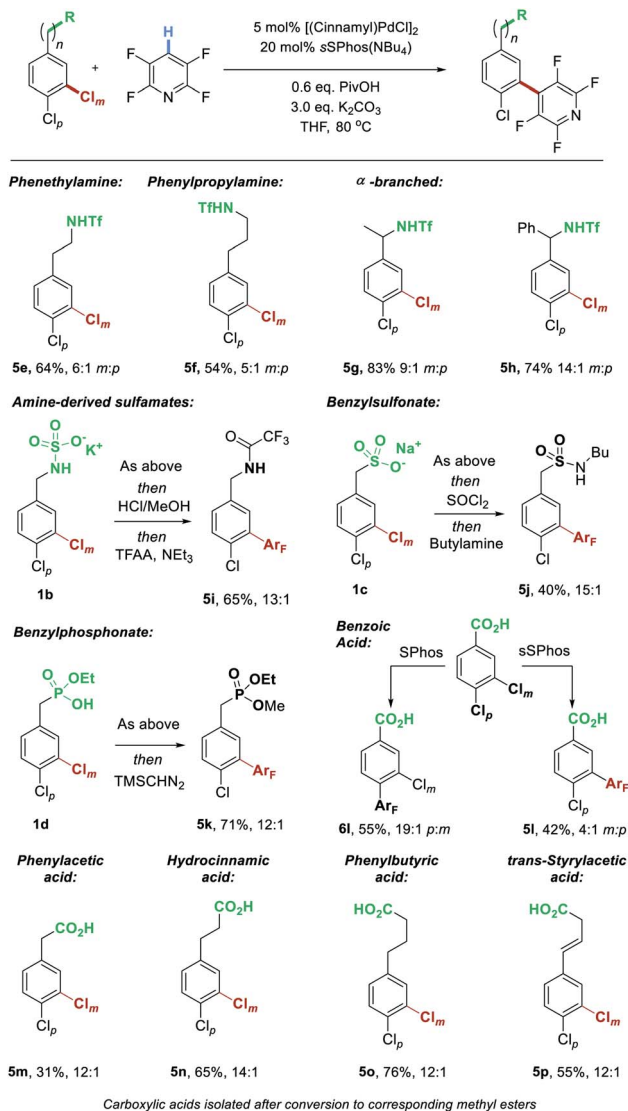 R
( )n
Clm
Clp
+
H
F
F
F
F
N
5 mol% [(Cinnamyl)PdCl]2
20 mol% sSPhos(NBu4)
0.6 eq. PivOH
3.0 eq. K2CO3
THF, 80 °C
R
( )n
Cl
F
F
F
F
N
Phenethylamine: Phenylpropylamine: α -branched:
NHTf
Clm
Clp
TfHN
Clm
Clp
NHTf
Clm
Clp
Ph NHTf
Clm
Clp
5e, 64%, 6:1 m:p 5f, 54%, 5:1 m:p 5g, 83% 9:1 m:p 5h, 74% 14:1 m:p
Amine-derived sulfamates: Benzylsulfonate:
O O
S O- K+
NH
Clm
Clp
1b
As above
then
HCl/MeOH
then
TFAA, NEt3
O CF3
NH
ArF
Cl
5i, 65%, 13:1
O O Na+
S
O-
Clm
Clp
1c
As above
then
SOCl2
then
Butylamine
O O Bu
S N
H
ArF
Cl
5j, 40%, 15:1
Benzylphosphonate: Benzoic
Acid:
O OEt
P
OH
Clm
Clp
1d
As above
then
TMSCHN2
O OEt
P
OMe
ArF
Cl
5k, 71%, 12:1
CO2H
Clm
Clp
SPhos sSPhos
CO2H
Clm
ArF
6l 55%, 19:1 p:m
CO2H
ArF
Clp
5l, 42%, 4:1 m:p
Phenylacetic
acid:
Hydrocinnamic
acid:
Phenylbutyric
acid:
trans-Styrylacetic
acid:
CO2H
Clm
Clp
CO2H
Clm
Clp
HO2C
Clm
Clp
HO2C
Clm
Clp
5m, 31%, 12:1 5n, 65%, 14:1 5o, 76%, 12:1 5p, 55%, 12:1
Carboxylic acids isolated after conversion to corresponding methyl esters